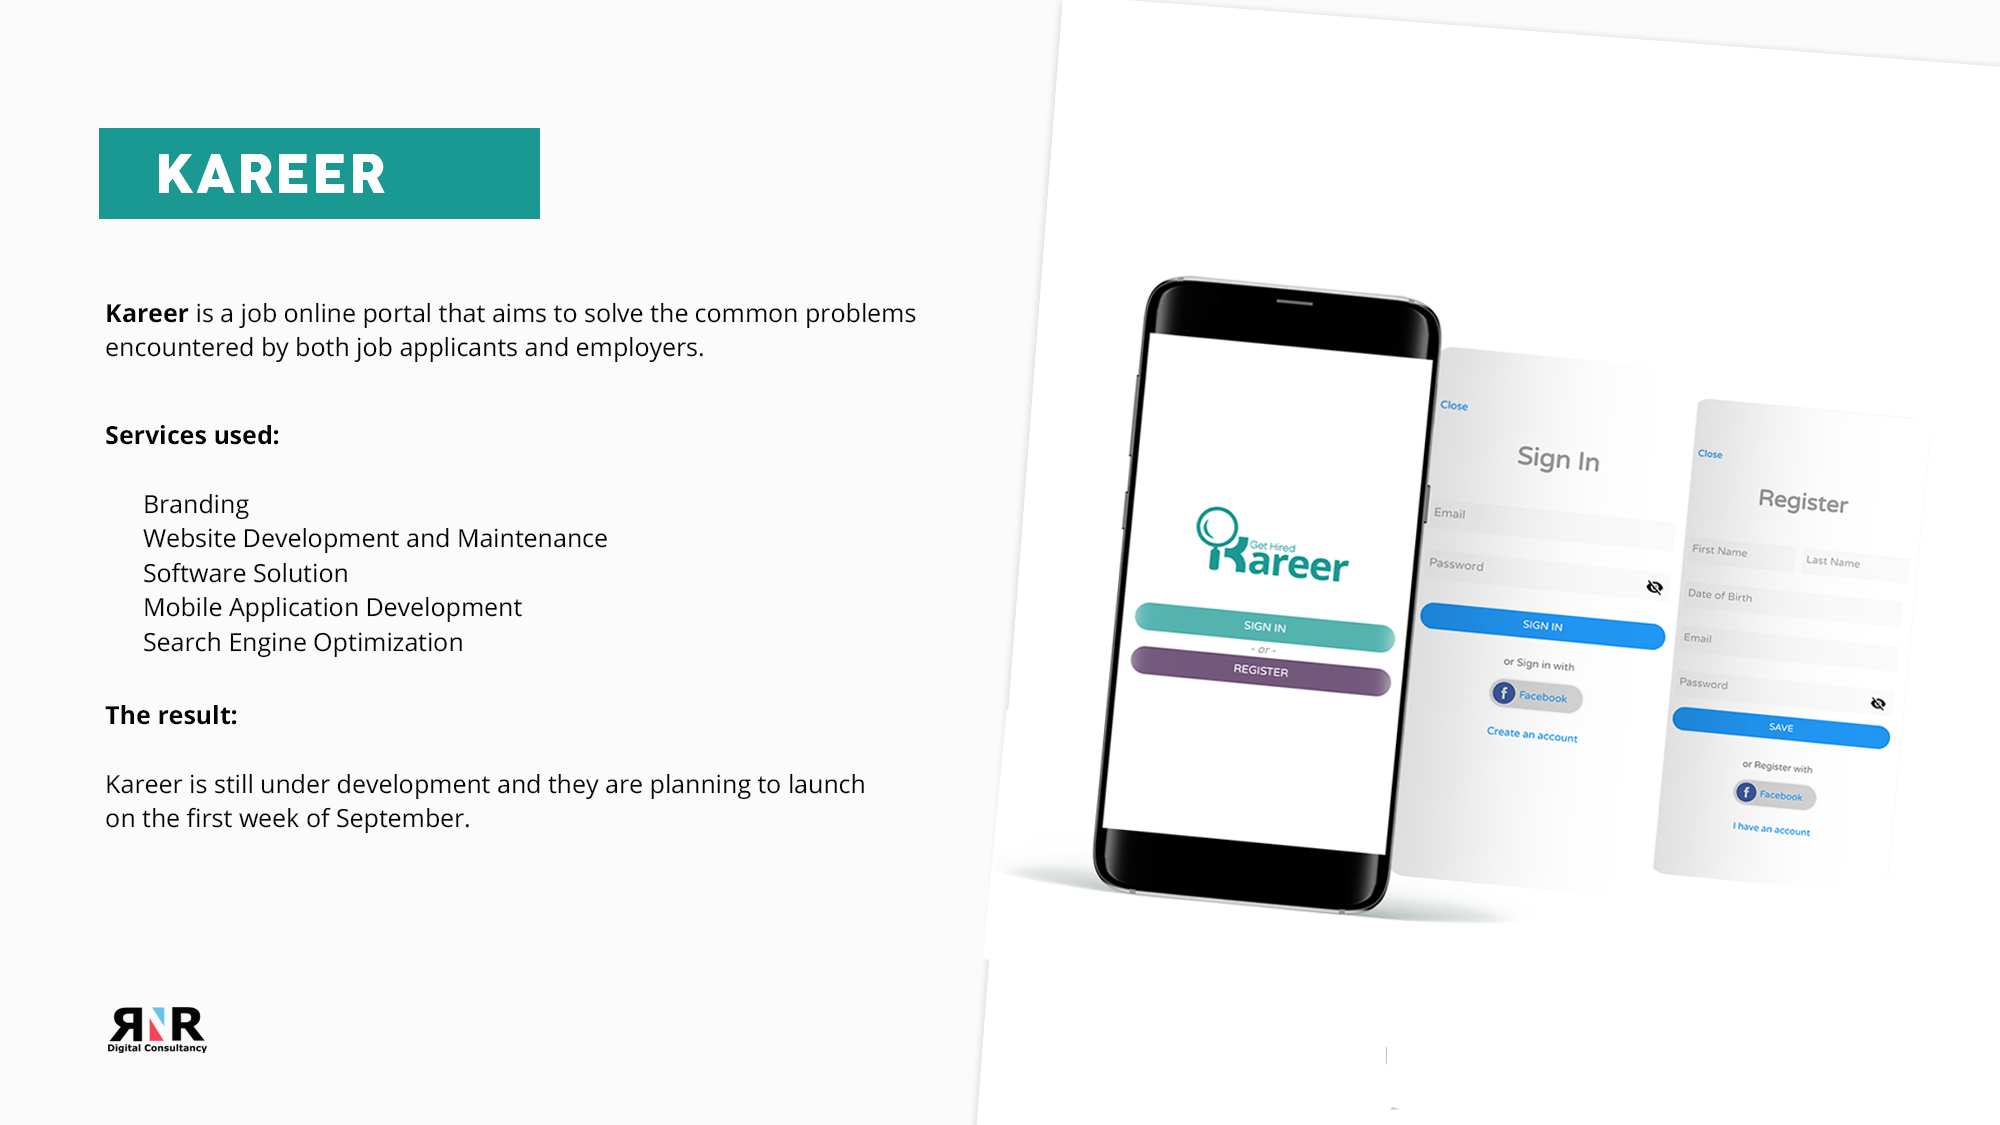 KAREER
Kareer is a job online portal that aims to solve the common problems
encountered by both job applicants and employers.
Services used:
Branding
Website Development and Maintenance
Software Solution
Mobile Application Development
Search Engine Optimization
The result:
Kareer is still under development and they are planning to launch
on the first week of September.
RNR
Digital Consultancy
Get Hired
Kareer
SIGN IN
- or -
REGISTER
Close
Sign In
Email
Password
SIGN IN
or Sign in with
f Facebook
Create an account
Close
Register
First Name Last Name
Date of Birth
Email
Password
SAVE
or Register with
f Facebook
I have an account